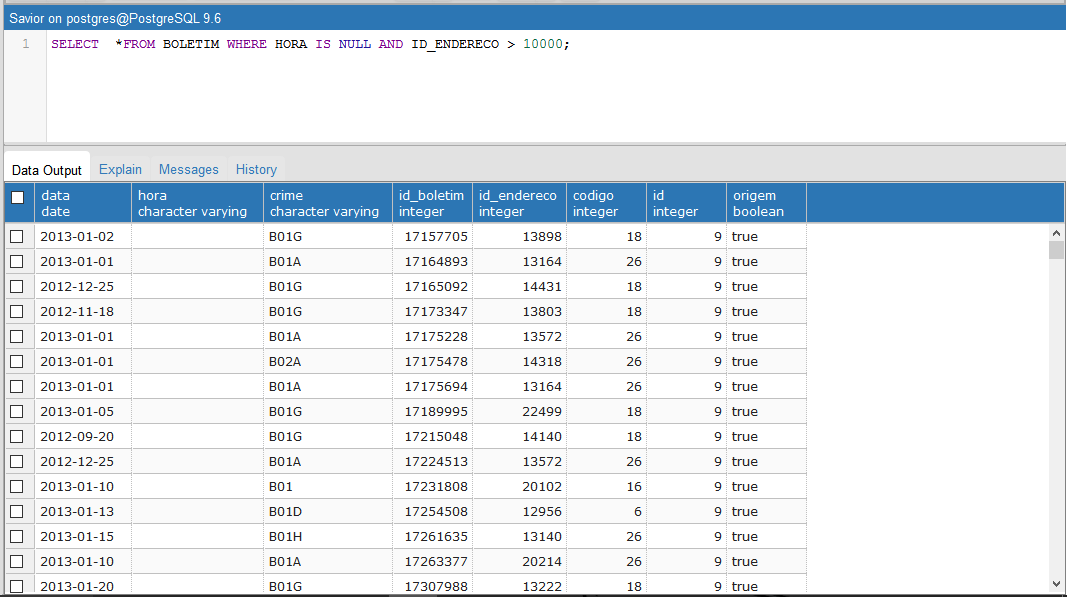 Savior on postgres@PostgreSQL 9.6
1 SELECT  *FROM BOLETIM WHERE HORA IS NULL AND ID_ENDERECO > 10000;
Data Output Explain Messages History
data hora crime id_boletim id_endereco codigo id origem
date character varying character varying integer integer integer integer boolean
2013-01-02 B01G 17157705 13898 18 9 true
2013-01-01 B01A 17164893 13164 26 9 true
2012-12-25 B01G 17165092 14431 18 9 true
2012-11-18 B01G 17173347 13803 18 9 true
2013-01-01 B01A 17175228 13572 26 9 true
2013-01-01 B02A 17175478 14318 26 9 true
2013-01-01 B01A 17175694 13164 26 9 true
2013-01-05 B01G 17189995 22499 18 9 true
2012-09-20 B01G 17215048 14140 18 9 true
2012-12-25 B01A 17224513 13572 26 9 true
2013-01-10 B01 17231808 20102 16 9 true
2013-01-13 B01D 17254508 12956 6 9 true
2013-01-15 B01H 17261635 13140 26 9 true
2013-01-10 B01A 17263377 20214 26 9 true
2013-01-20 B01G 17307988 13222 18 9 true